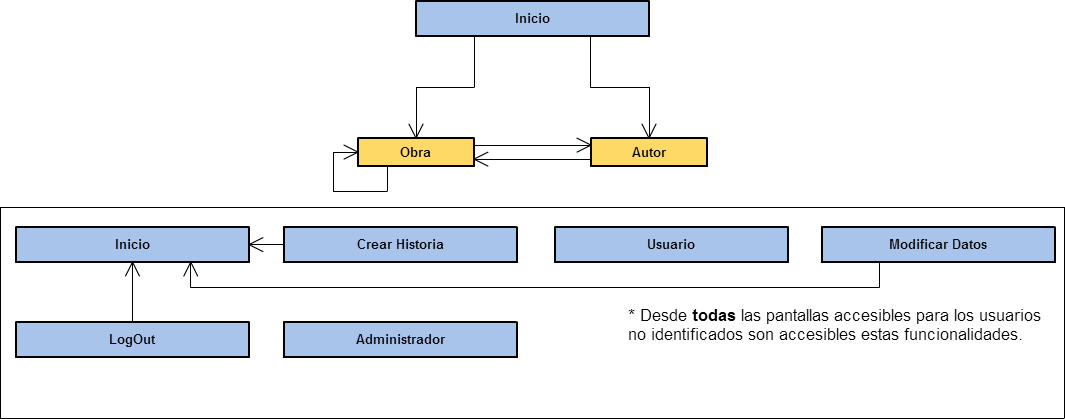 Inicio
Obra
Autor
Inicio
Crear Historia
Usuario
Modificar Datos
LogOut
Administrador
* Desde todas las pantallas accesibles para los usuarios
no identificados son accesibles estas funcionalidades.